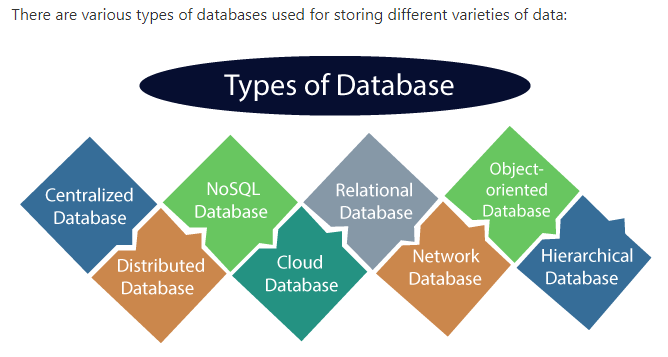 There are various types of databases used for storing different varieties of data:
Types of Database
Centralized
Database
Distributed
Database
NoSQL
Database
Cloud
Database
Relational
Database
Network
Database
Object-
oriented
Database
Hierarchical
Database